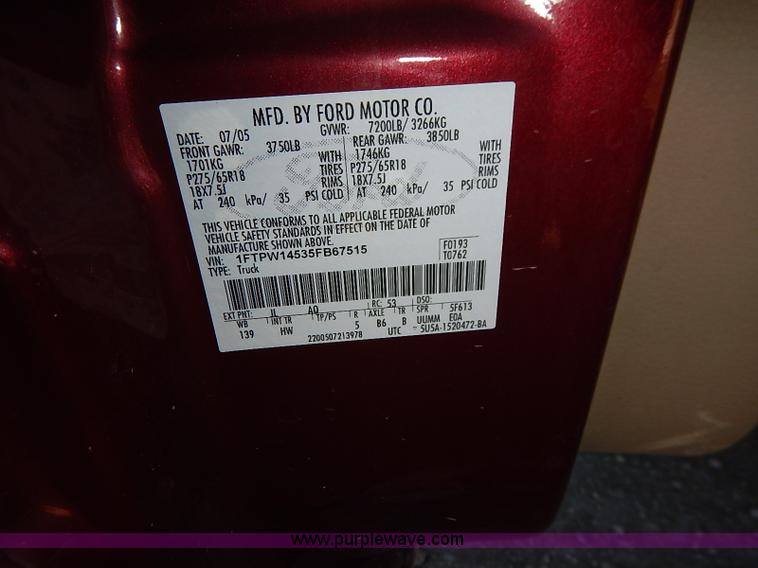 MFD. BY FORD MOTOR CO.
DATE: 07/05 GVWR: 7200LB/ 3266KG
FRONT GAWR: 3750LB REAR GAWR: 3850LB
1701KG WITH 1746KG WITH
P275/65R18 TIRES P275/65R18 TIRES
18X7.5J RIMS 18X7.5J RIMS
AT 240 kPa/ 35 PSI COLD AT 240 kPa/ 35 PSI COLD
Ford
THIS VEHICLE CONFORMS TO ALL APPLICABLE FEDERAL MOTOR
VEHICLE SAFETY STANDARDS IN EFFECT ON THE DATE OF
MANUFACTURE SHOWN ABOVE.
VIN: 1FTPW14535FB67515 F0193
TYPE: Truck T0762
EXT PNT: JL AQ RC: 53 DSO:
WB INT TR TP/PS R AXLE TR SPR 5F613
139 HW 5 B6 B UUMM E0A
2200507213978 UTC 5U5A-1520472-BA
www.purplewave.com